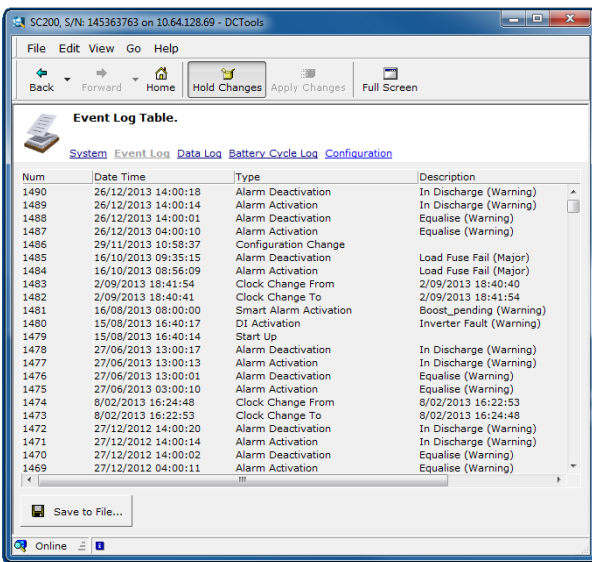 SC200, S/N: 145363763 on 10.64.128.69 - DCTools
File Edit View Go Help
Back Forward Home Hold Changes Apply Changes Full Screen
Event Log Table.
System Event Log Data Log Battery Cycle Log Configuration
Num Date Time Type Description
1490 26/12/2013 14:00:18 Alarm Deactivation In Discharge (Warning)
1489 26/12/2013 14:00:14 Alarm Activation In Discharge (Warning)
1488 26/12/2013 14:00:01 Alarm Deactivation Equalise (Warning)
1487 26/12/2013 04:00:10 Alarm Activation Equalise (Warning)
1486 29/11/2013 10:58:37 Configuration Change
1485 16/10/2013 09:35:15 Alarm Deactivation Load Fuse Fail (Major)
1484 16/10/2013 08:56:09 Alarm Activation Load Fuse Fail (Major)
1483 2/09/2013 18:41:54 Clock Change From 2/09/2013 18:40:40
1482 2/09/2013 18:40:41 Clock Change To 2/09/2013 18:41:54
1481 16/08/2013 08:00:00 Smart Alarm Activation Boost_pending (Warning)
1480 15/08/2013 16:40:17 DI Activation Inverter Fault (Warning)
1479 15/08/2013 16:40:14 Start Up
1478 27/06/2013 13:00:17 Alarm Deactivation In Discharge (Warning)
1477 27/06/2013 13:00:13 Alarm Activation In Discharge (Warning)
1476 27/06/2013 13:00:01 Alarm Deactivation Equalise (Warning)
1475 27/06/2013 03:00:10 Alarm Activation Equalise (Warning)
1474 8/02/2013 16:24:48 Clock Change From 8/02/2013 16:22:53
1473 8/02/2013 16:22:53 Clock Change To 8/02/2013 16:24:48
1472 27/12/2012 14:00:20 Alarm Deactivation In Discharge (Warning)
1471 27/12/2012 14:00:14 Alarm Activation In Discharge (Warning)
1470 27/12/2012 14:00:02 Alarm Deactivation Equalise (Warning)
1469 27/12/2012 04:00:11 Alarm Activation Equalise (Warning)
Save to File...
Online